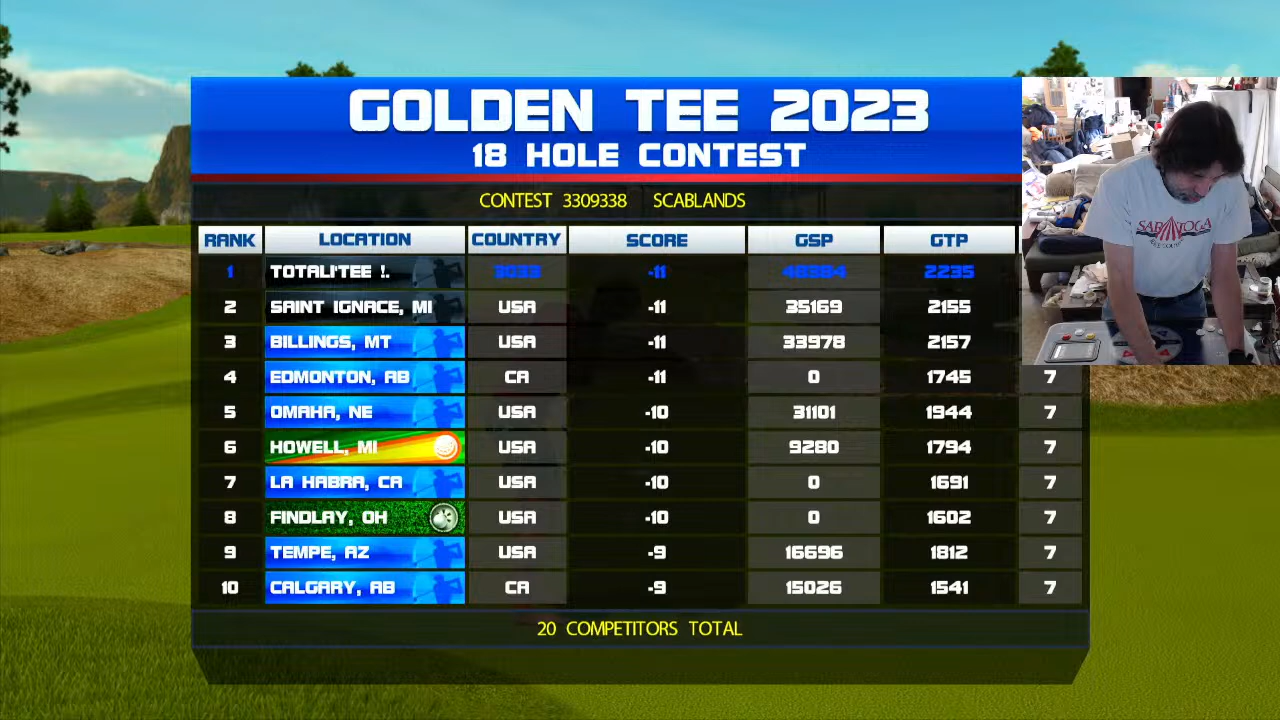 GOLDEN TEE 2023
18 HOLE CONTEST
CONTEST 3309338 SCABLANDS
RANK LOCATION COUNTRY SCORE GSP GTP
1 TOTALI'TEE !. -11 2235
2 SAINT IGNACE, MI USA -11 35169 2155
3 BILLINGS, MT USA -11 33978 2157
4 EDMONTON, AB CA -11 0 1745 7
5 OMAHA, NE USA -10 31101 1944 7
6 HOWELL, MI USA -10 9280 1794 7
7 LA HABRA, CA USA -10 0 1691 7
8 FINDLAY, OH USA -10 0 1602 7
9 TEMPE, AZ USA -9 16696 1812 7
10 CALGARY, AB CA -9 15026 1541 7
20 COMPETITORS TOTAL
SARATOGA